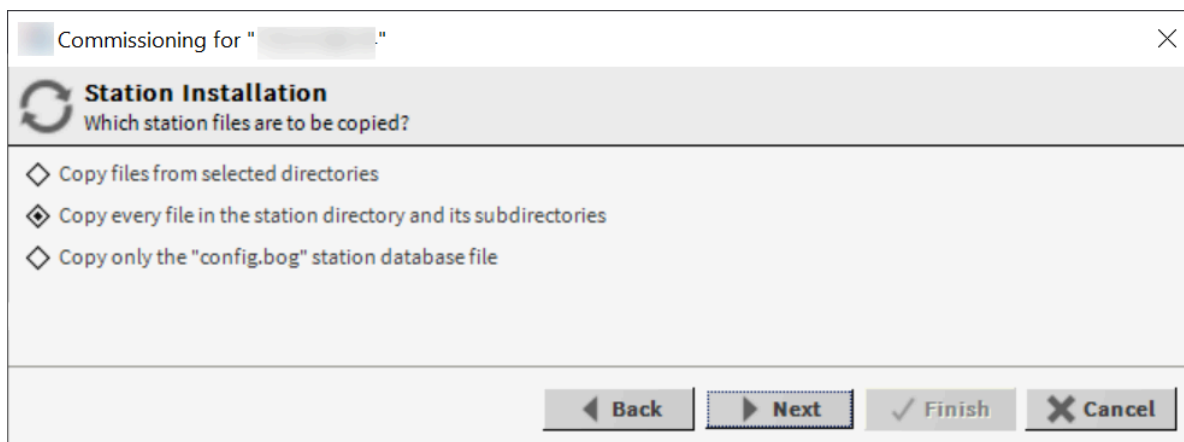 Commissioning for " "
Station Installation
Which station files are to be copied?
Copy files from selected directories
Copy every file in the station directory and its subdirectories
Copy only the "config.bog" station database file
Back Next Finish Cancel